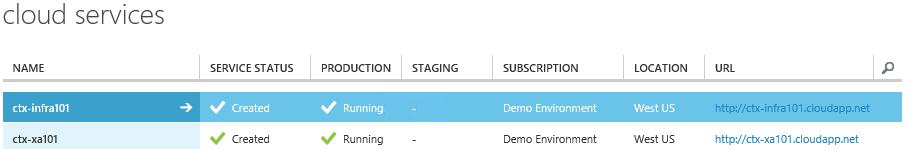 cloud services
NAME SERVICE STATUS PRODUCTION STAGING SUBSCRIPTION LOCATION URL
ctx-infra101 Created Running - Demo Environment West US http://ctx-infra101.cloudapp.net
ctx-xa101 Created Running - Demo Environment West US http://ctx-xa101.cloudapp.net